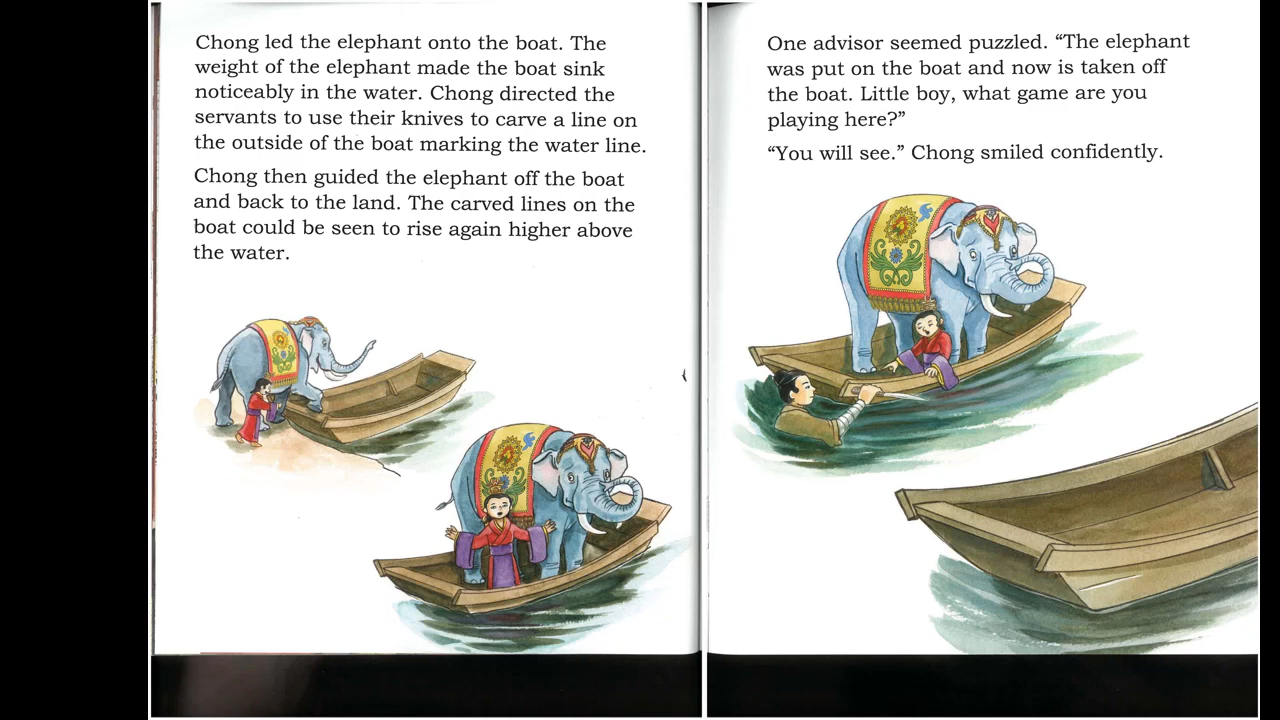 Chong led the elephant onto the boat. The
weight of the elephant made the boat sink
noticeably in the water. Chong directed the
servants to use their knives to carve a line on
the outside of the boat marking the water line.
Chong then guided the elephant off the boat
and back to the land. The carved lines on the
boat could be seen to rise again higher above
the water.
One advisor seemed puzzled. “The elephant
was put on the boat and now is taken off
the boat. Little boy, what game are you
playing here?”
“You will see.” Chong smiled confidently.